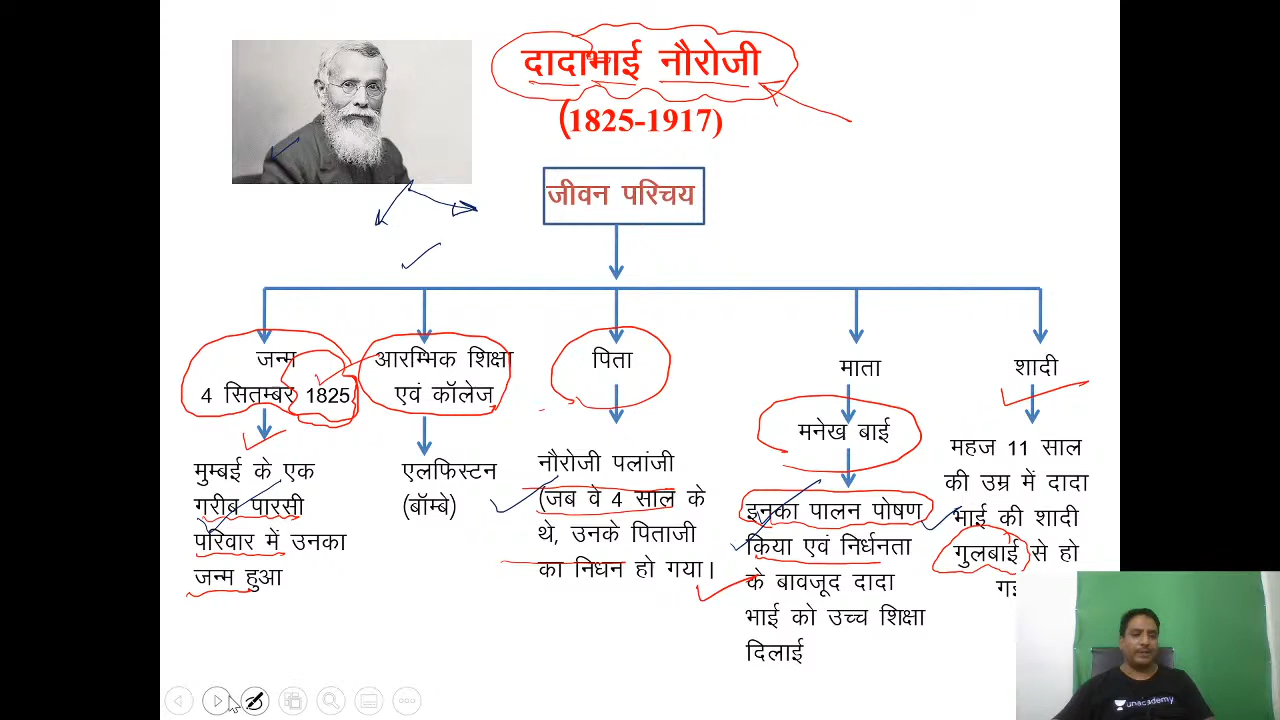 दादाभाई नौरोजी
(1825-1917)
जीवन परिचय
जन्म
4 सितम्बर 1825
मुम्बई के एक
गरीब पारसी
परिवार में उनका
जन्म हुआ
आरम्भिक शिक्षा
एवं कॉलेज
एलफिस्टन
(बॉम्बे)
पिता
नौरोजी पलांजी
(जब वे 4 साल के
थे, उनके पिताजी
का निधन हो गया।
माता
मनेख बाई
इनका पालन पोषण
किया एवं निर्धनता
के बावजूद दादा
भाई को उच्च शिक्षा
दिलाई
शादी
महज 11 साल
की उम्र में दादा
भाई की शादी
गुलबाई से हो
unacademy